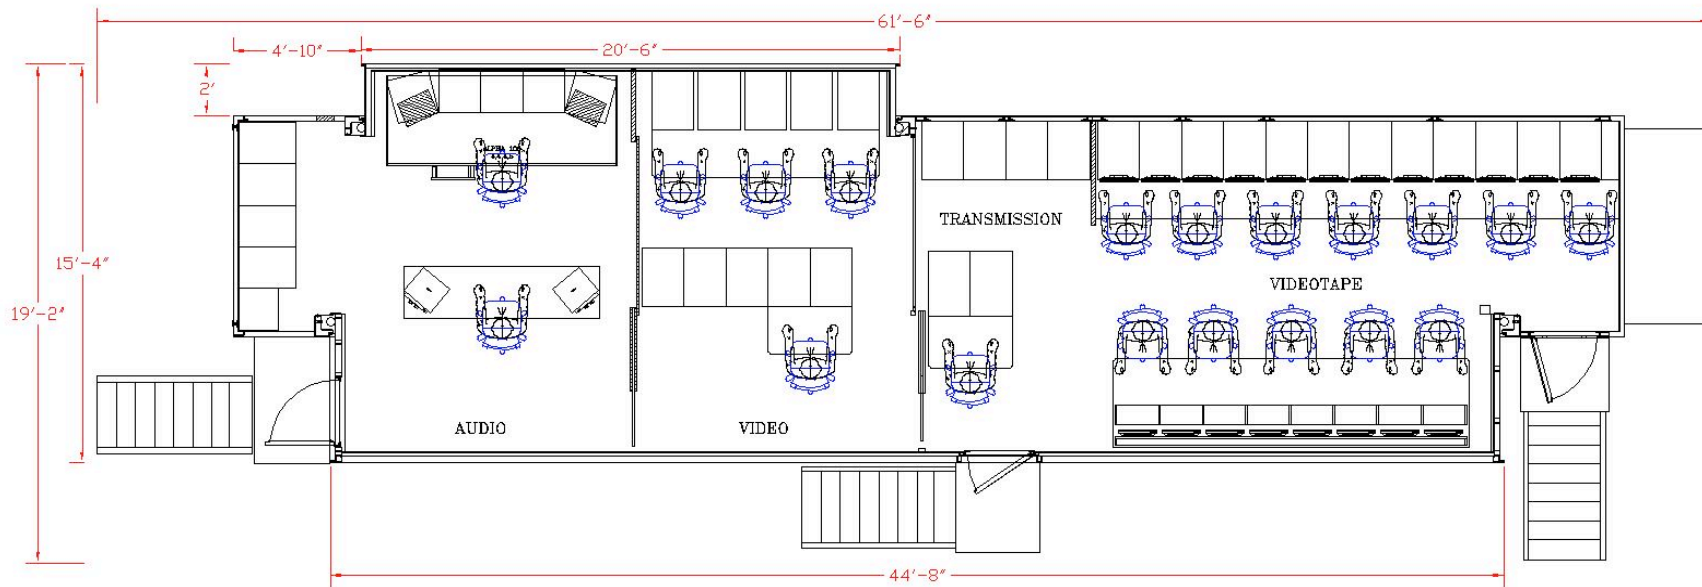 61'-6"
4'-10"
20'-6"
2'
TRANSMISSION
15'-4"
VIDEOTAPE
19'-2"
AUDIO
VIDEO
44'-8"